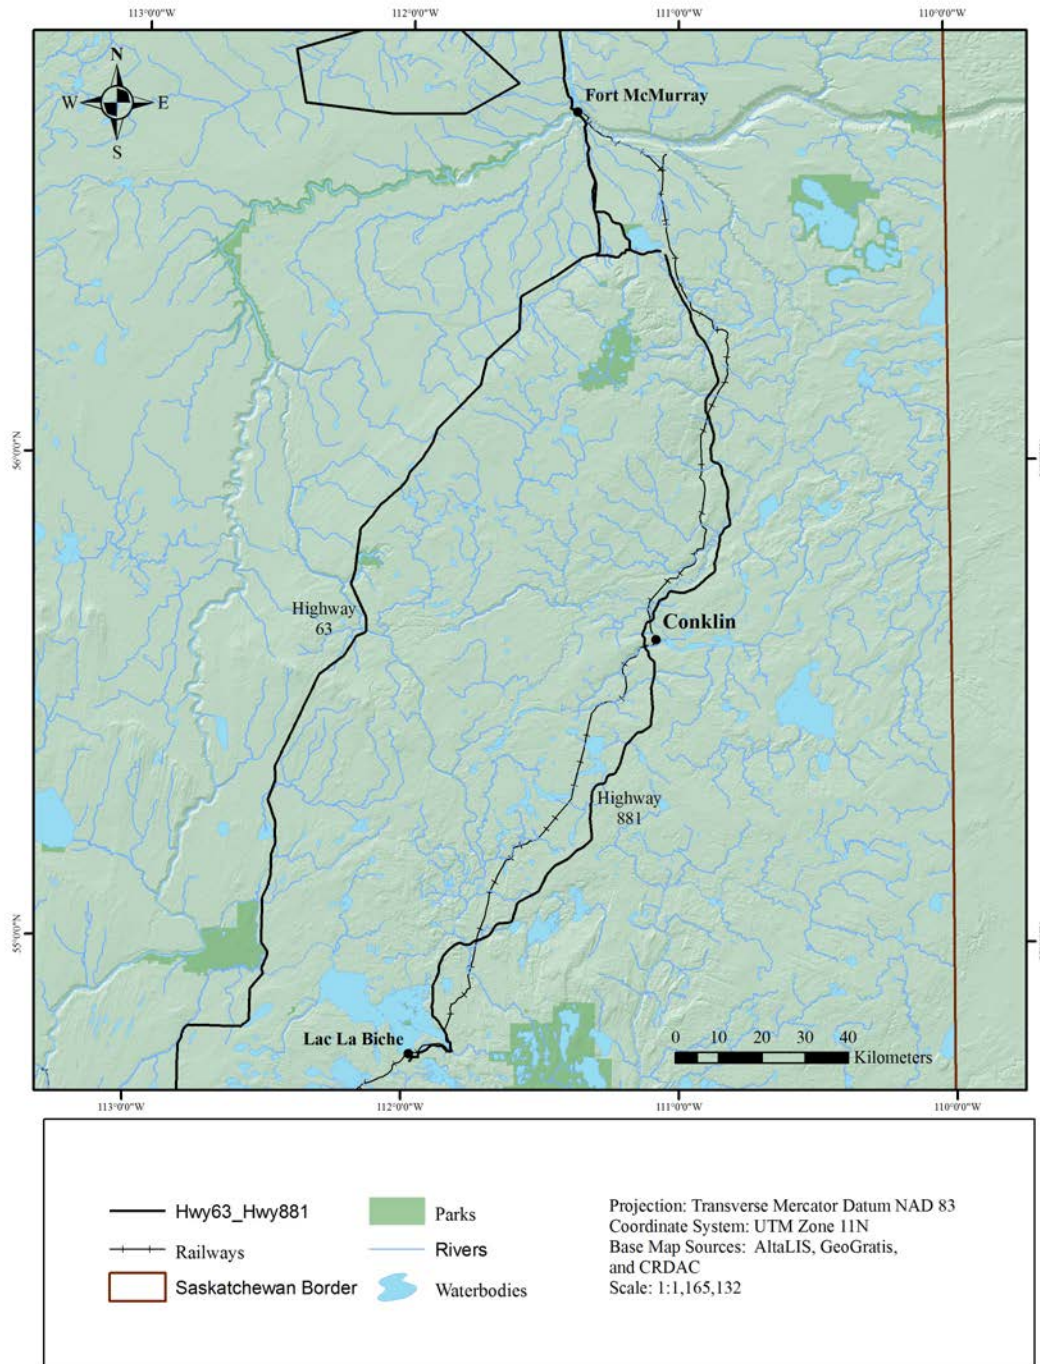 113°0'0"W 112°0'0"W 111°0'0"W 110°0'0"W
N
W E
S
Fort McMurray
56°0'0"N
Highway
63
Conklin
Highway
881
55°0'0"N
Lac La Biche
0 10 20 30 40
Kilometers
113°0'0"W 112°0'0"W 111°0'0"W 110°0'0"W
Hwy63_Hwy881
Railways
Saskatchewan Border
Parks
Rivers
Waterbodies
Projection: Transverse Mercator Datum NAD 83
Coordinate System: UTM Zone 11N
Base Map Sources: AltaLIS, GeoGratis,
and CRDAC
Scale: 1:1,165,132